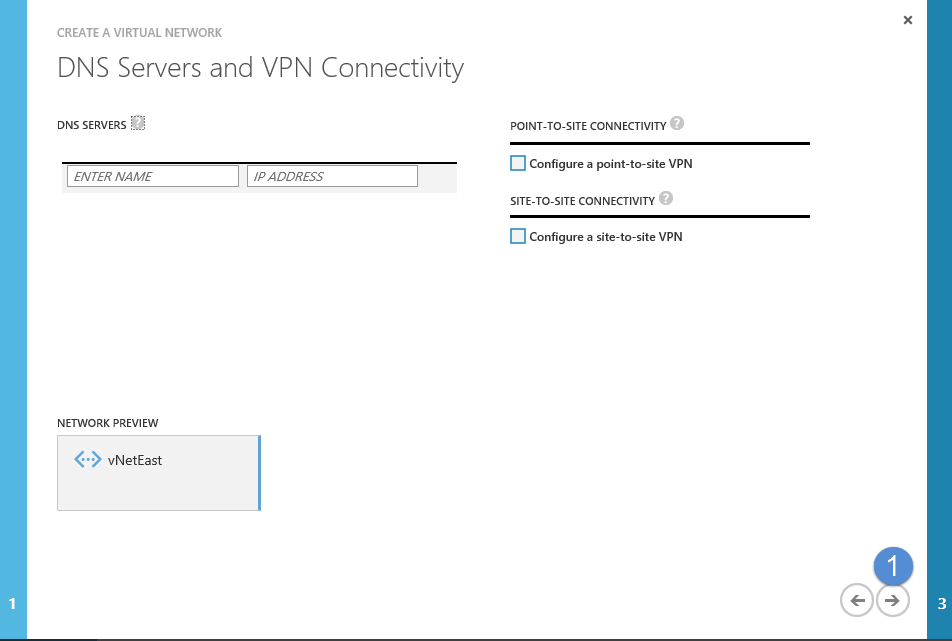 CREATE A VIRTUAL NETWORK
DNS Servers and VPN Connectivity
DNS SERVERS ?
ENTER NAME
IP ADDRESS
POINT-TO-SITE CONNECTIVITY ?
Configure a point-to-site VPN
SITE-TO-SITE CONNECTIVITY ?
Configure a site-to-site VPN
NETWORK PREVIEW
vNetEast
1
1
3